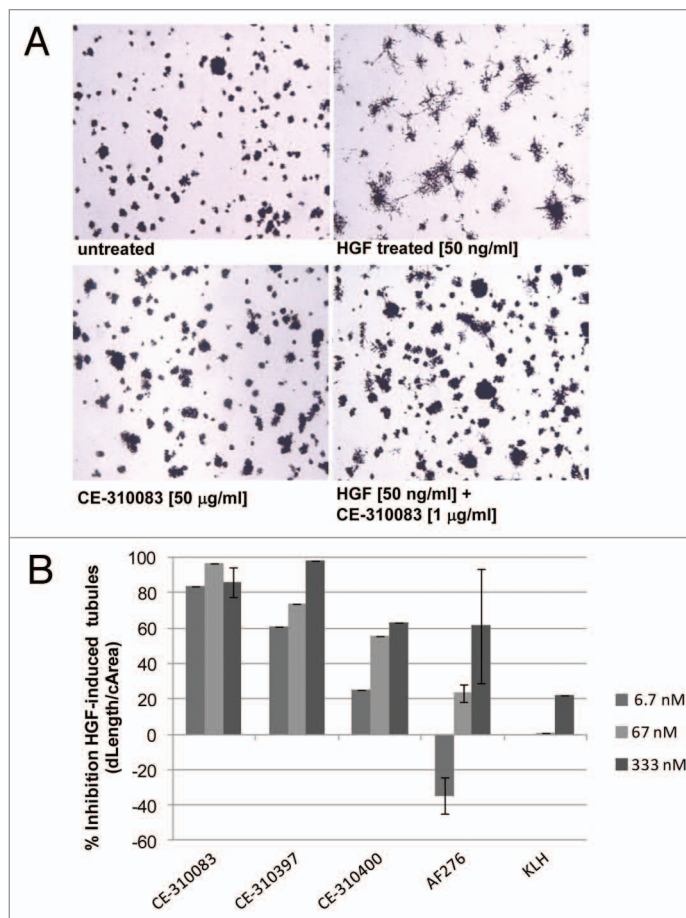 A
untreated
HGF treated [50 ng/ml]
CE-310083 [50 µg/ml]
HGF [50 ng/ml] +
CE-310083 [1 µg/ml]
B
% Inhibition HGF-induced tubules
(dLength/cArea)
100
80
60
40
20
0
-20
-40
-60
CE-310083
CE-310397
CE-310400
AF276
KLH
6.7 nM
67 nM
333 nM